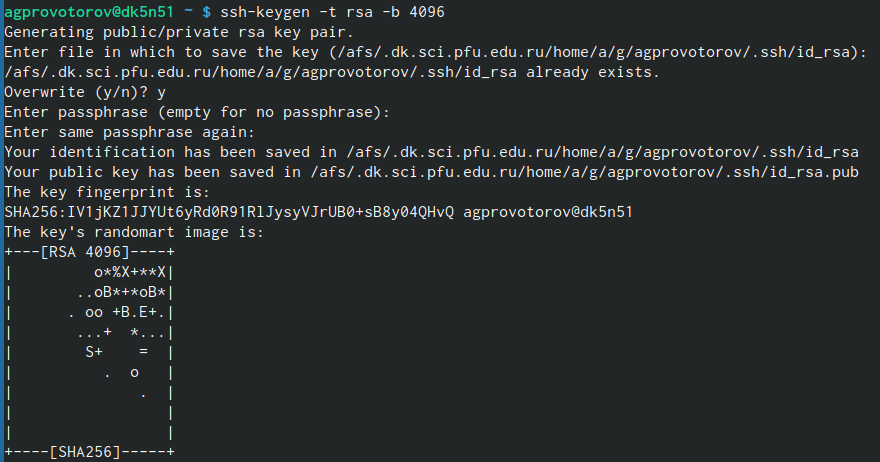 agprovotorov@dk5n51 ~ $ ssh-keygen -t rsa -b 4096
Generating public/private rsa key pair.
Enter file in which to save the key (/afs/.dk.sci.pfu.edu.ru/home/a/g/agprovotorov/.ssh/id_rsa):
/afs/.dk.sci.pfu.edu.ru/home/a/g/agprovotorov/.ssh/id_rsa already exists.
Overwrite (y/n)? y
Enter passphrase (empty for no passphrase):
Enter same passphrase again:
Your identification has been saved in /afs/.dk.sci.pfu.edu.ru/home/a/g/agprovotorov/.ssh/id_rsa
Your public key has been saved in /afs/.dk.sci.pfu.edu.ru/home/a/g/agprovotorov/.ssh/id_rsa.pub
The key fingerprint is:
SHA256:IV1jKZ1JJYUt6yRd0R91RlJysyVJrUB0+sB8y04QHvQ agprovotorov@dk5n51
The key's randomart image is:
+---[RSA 4096]----+
|         o*%X+**X|
|       ..oB*+*oB*|
|      . oo +B.E+.|
|       ...+  *...|
|        S+    =  |
|          .  o   |
|              .  |
|                 |
|                 |
+----[SHA256]-----+